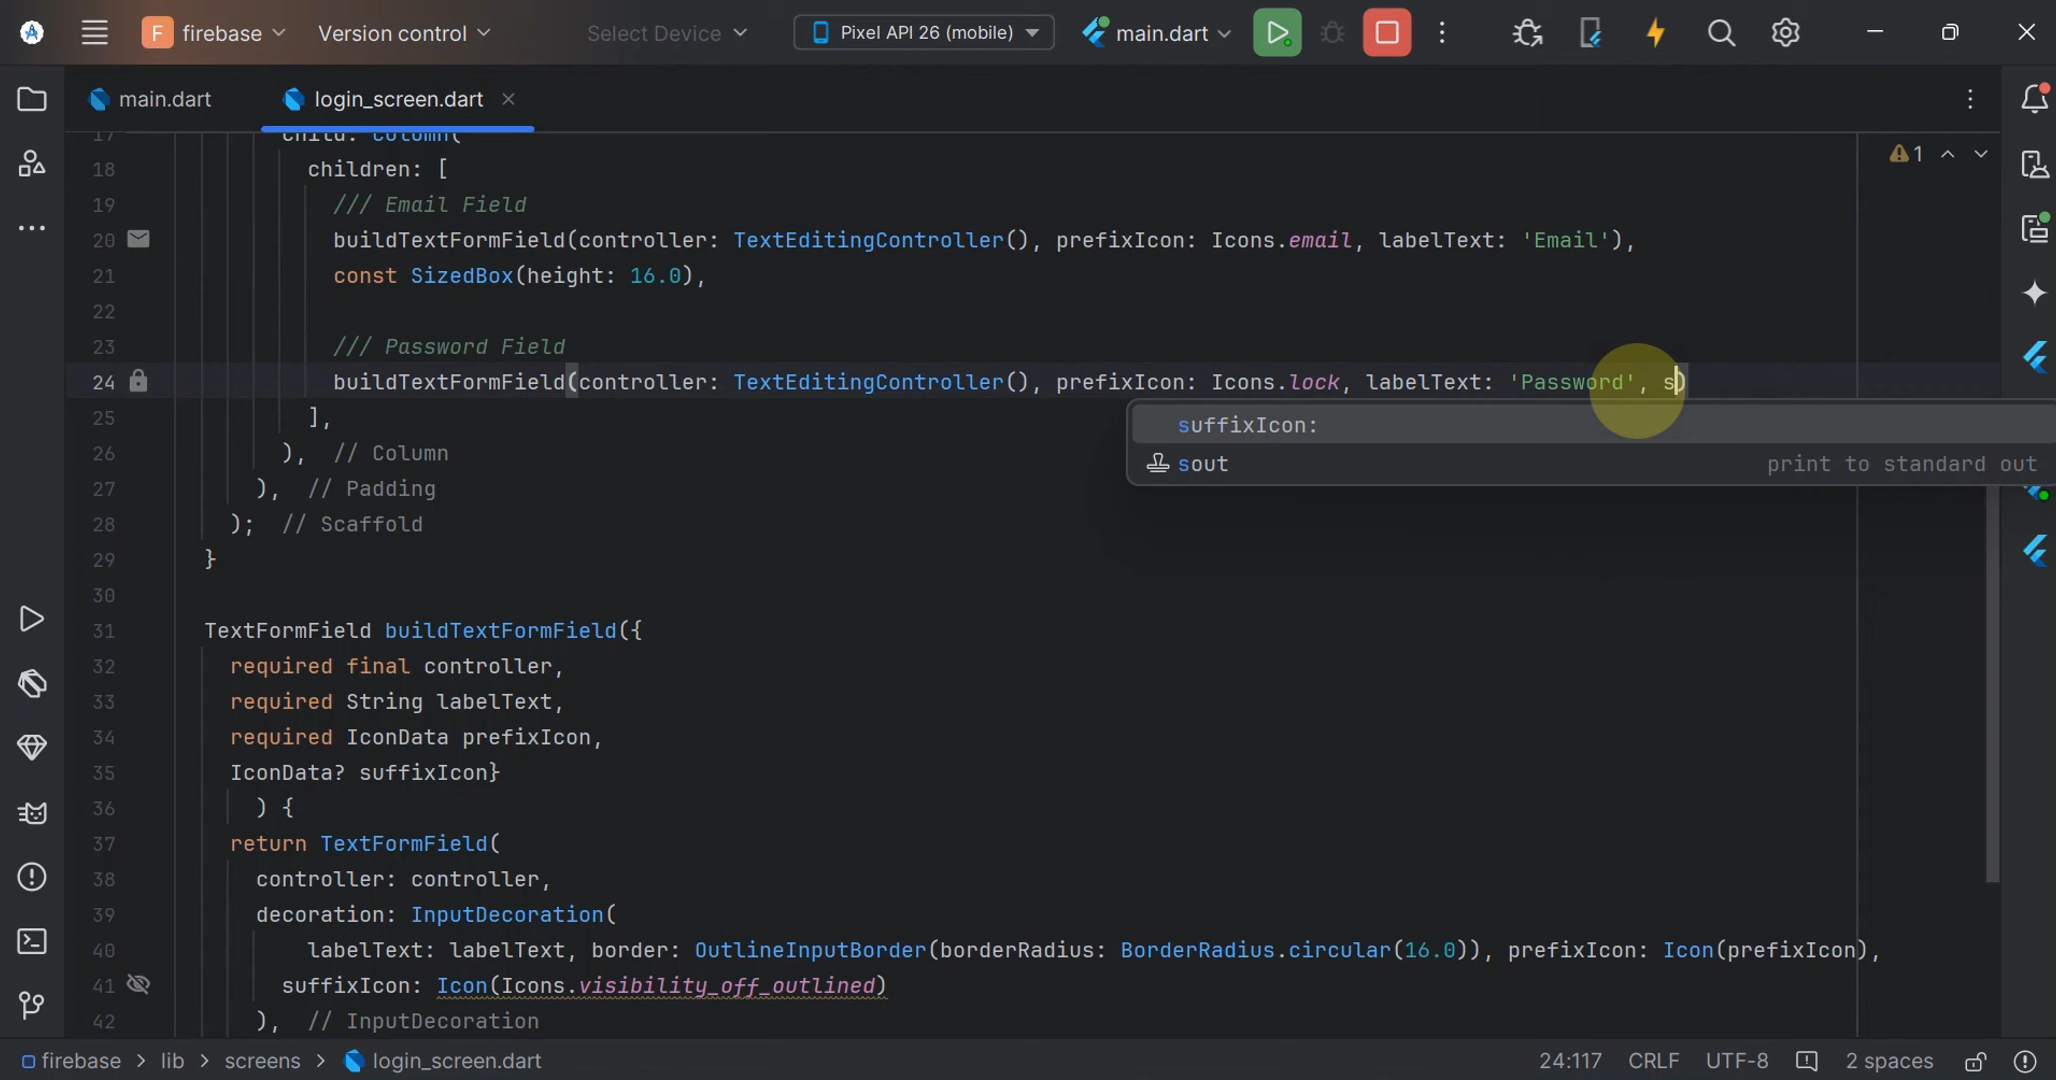 F firebase Version control Select Device Pixel API 26 (mobile) main.dart
main.dart login_screen.dart
17 child: Column(
18 children: [
1
19 /// Email Field
20 buildTextFormField(controller: TextEditingController(), prefixIcon: Icons.email, labelText: 'Email'),
21 const SizedBox(height: 16.0),
22
23 /// Password Field
24 buildTextFormField(controller: TextEditingController(), prefixIcon: Icons.lock, labelText: 'Password', s)
25 ],
suffixIcon:
26 ), // Column
sout print to standard out
27 ), // Padding
28 ); // Scaffold
29 }
30
31 TextFormField buildTextFormField({
32 required final controller,
33 required String labelText,
34 required IconData prefixIcon,
35 IconData? suffixIcon}
36 ) {
37 return TextFormField(
38 controller: controller,
39 decoration: InputDecoration(
40 labelText: labelText, border: OutlineInputBorder(borderRadius: BorderRadius.circular(16.0)), prefixIcon: Icon(prefixIcon),
41 suffixIcon: Icon(Icons.visibility_off_outlined)
42 ), // InputDecoration
firebase > lib > screens > login_screen.dart 24:117 CRLF UTF-8 2 spaces